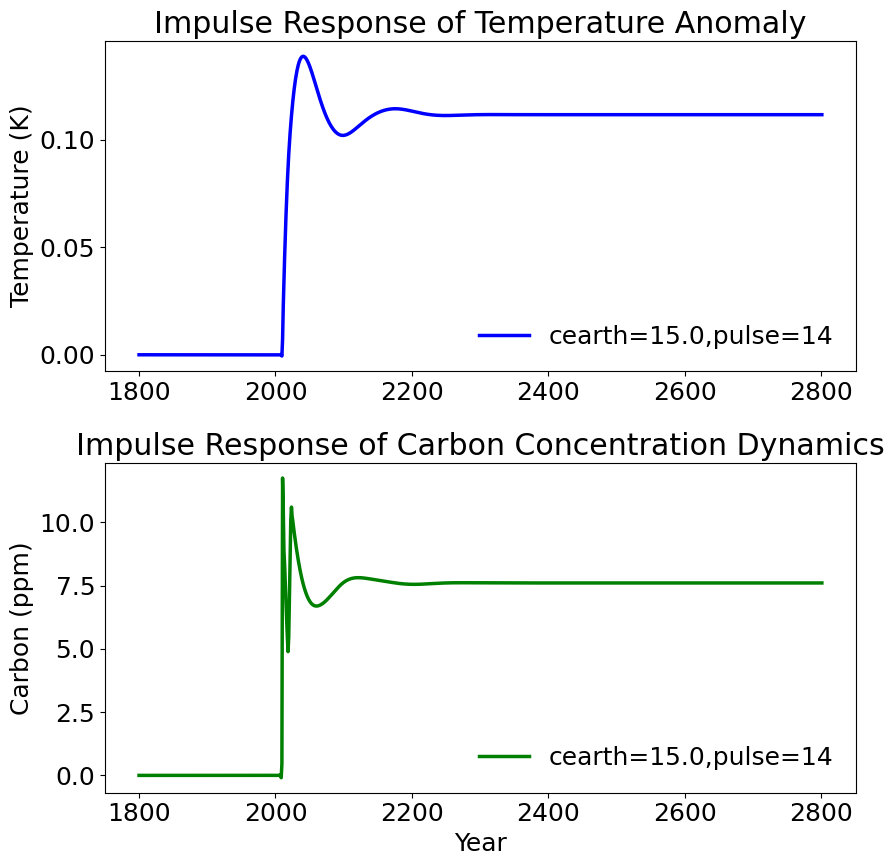 Impulse Response of Temperature Anomaly
Temperature (K)
0.10
0.05
0.00
cearth=15.0,pulse=14
1800 2000 2200 2400 2600 2800
Impulse Response of Carbon Concentration Dynamics
Carbon (ppm)
10.0
7.5
5.0
2.5
0.0
cearth=15.0,pulse=14
1800 2000 2200 2400 2600 2800
Year